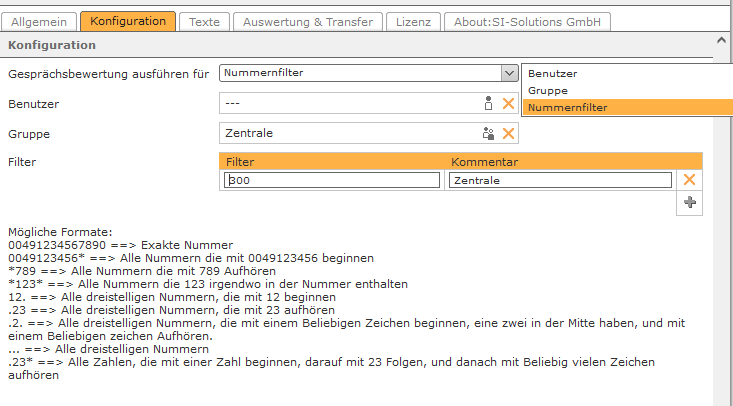 Allgemein Konfiguration Texte Auswertung & Transfer Lizenz About:SI-Solutions GmbH
Konfiguration
Gesprächsbewertung ausführen für Nummernfilter
Benutzer
Gruppe
Nummernfilter
Benutzer ---
Gruppe Zentrale
Filter Filter Kommentar
300 Zentrale
Mögliche Formate:
00491234567890 ==> Exakte Nummer
0049123456* ==> Alle Nummern die mit 0049123456 beginnen
*789 ==> Alle Nummern die mit 789 Aufhören
*123* ==> Alle Nummern die 123 irgendwo in der Nummer enthalten
12. ==> Alle dreistelligen Nummern, die mit 12 beginnen
.23 ==> Alle dreistelligen Nummern, die mit 23 aufhören
.2. ==> Alle dreistelligen Nummern, die mit einem Beliebigen Zeichen beginnen, eine zwei in der Mitte haben, und mit
einem Beliebigen zeichen Aufhören.
... ==> Alle dreistelligen Nummern
.23* ==> Alle Zahlen, die mit einer Zahl beginnen, darauf mit 23 Folgen, und danach mit Beliebig vielen Zeichen
aufhören